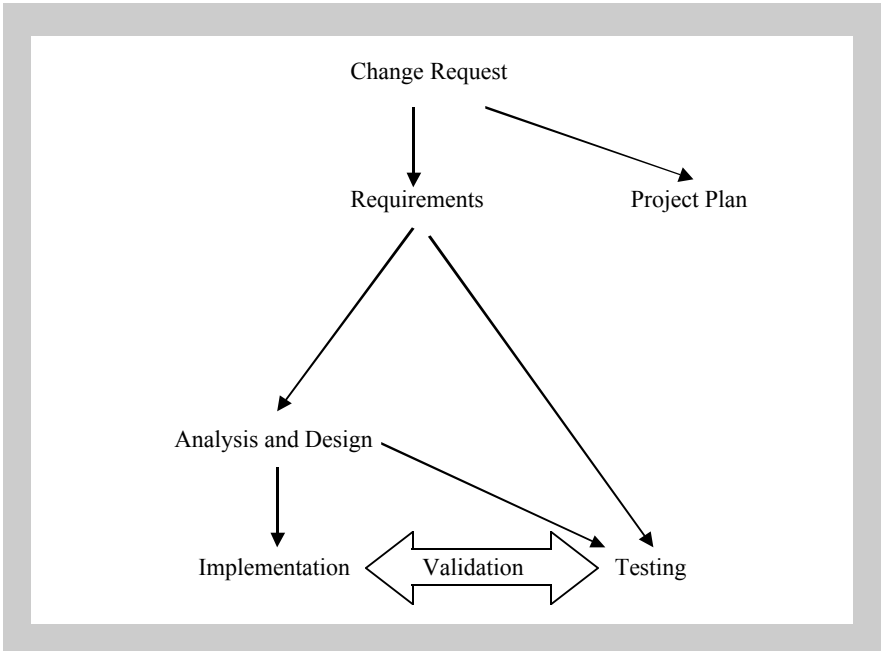 Change Request
Requirements
Project Plan
Analysis and Design
Implementation
Validation
Testing